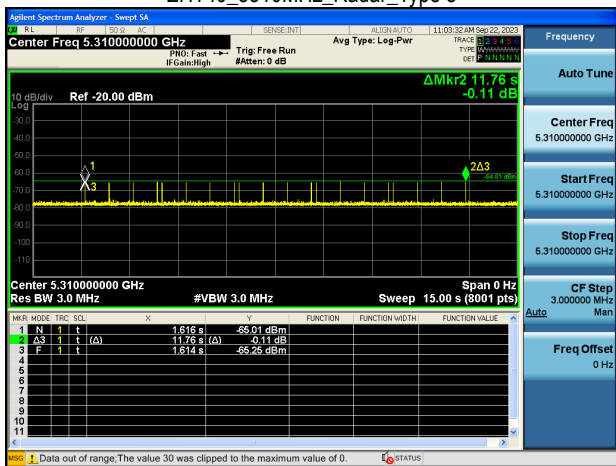 Agilent Spectrum Analyzer - Swept SA
RL RF 50 Ω AC SENSE:INT ALIGN AUTO 11:03:32 AM Sep 22, 2023
Center Freq 5.310000000 GHz
PNO: Fast
IFGain:High
Trig: Free Run
#Atten: 0 dB
Avg Type: Log-Pwr
TRACE 1 2 3 4 5 6
TYPE
DET P N N N N N
ΔMkr2 11.76 s
-0.11 dB
10 dB/div Ref -20.00 dBm
Log
-30.0
-40.0
-50.0
-60.0
-70.0
-80.0
-90.0
-100
-110
1
3
2Δ3
-64.81 dBm
Center 5.310000000 GHz Span 0 Hz
Res BW 3.0 MHz #VBW 3.0 MHz Sweep 15.00 s (8001 pts)
MKR MODE TRC SCL X Y FUNCTION FUNCTION WIDTH FUNCTION VALUE
1 N 1 t 1.616 s -65.01 dBm
2 Δ3 1 t (Δ) 11.76 s (Δ) -0.11 dB
3 F 1 t 1.614 s -65.25 dBm
4
5
6
7
8
9
10
11
MSG Data out of range;The value 30 was clipped to the maximum value of 0. STATUS
Frequency
Auto Tune
Center Freq
5.310000000 GHz
Start Freq
5.310000000 GHz
Stop Freq
5.310000000 GHz
CF Step
3.000000 MHz
Auto Man
Freq Offset
0 Hz